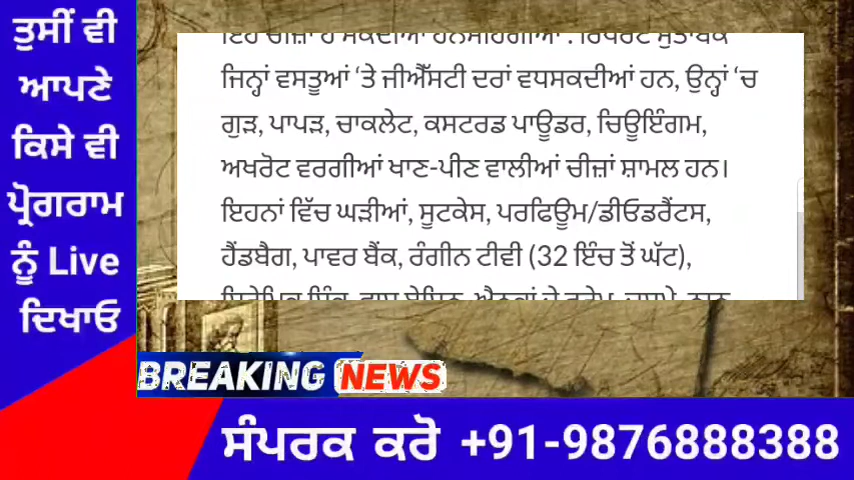 ਤੁਸੀਂ ਵੀ
ਆਪਣੇ
ਕਿਸੇ ਵੀ
ਪ੍ਰੋਗਰਾਮ
ਨੂੰ Live
ਦਿਖਾਓ
ਜਿਨ੍ਹਾਂ ਵਸਤੂਆਂ ‘ਤੇ ਜੀਐੱਸਟੀ ਦਰਾਂ ਵਧਸਕਦੀਆਂ ਹਨ, ਉਨ੍ਹਾਂ ‘ਚ
ਗੁੜ, ਪਾਪੜ, ਚਾਕਲੇਟ, ਕਸਟਰਡ ਪਾਊਡਰ, ਚਿਊਇੰਗਮ,
ਅਖਰੋਟ ਵਰਗੀਆਂ ਖਾਣ-ਪੀਣ ਵਾਲੀਆਂ ਚੀਜ਼ਾਂ ਸ਼ਾਮਲ ਹਨ।
ਇਹਨਾਂ ਵਿੱਚ ਘੜੀਆਂ, ਸੂਟਕੇਸ, ਪਰਫਿਊਮ/ਡੀਓਡਰੈਂਟਸ,
ਹੈਂਡਬੈਗ, ਪਾਵਰ ਬੈਂਕ, ਰੰਗੀਨ ਟੀਵੀ (32 ਇੰਚ ਤੋਂ ਘੱਟ),
BREAKING NEWS
ਸੰਪਰਕ ਕਰੋ +91-9876888388